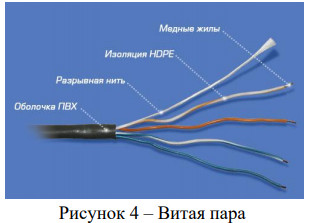 Медные жилы
Изоляция HDPE
Разрывная нить
Оболочка ПВХ
Рисунок 4 – Витая пара